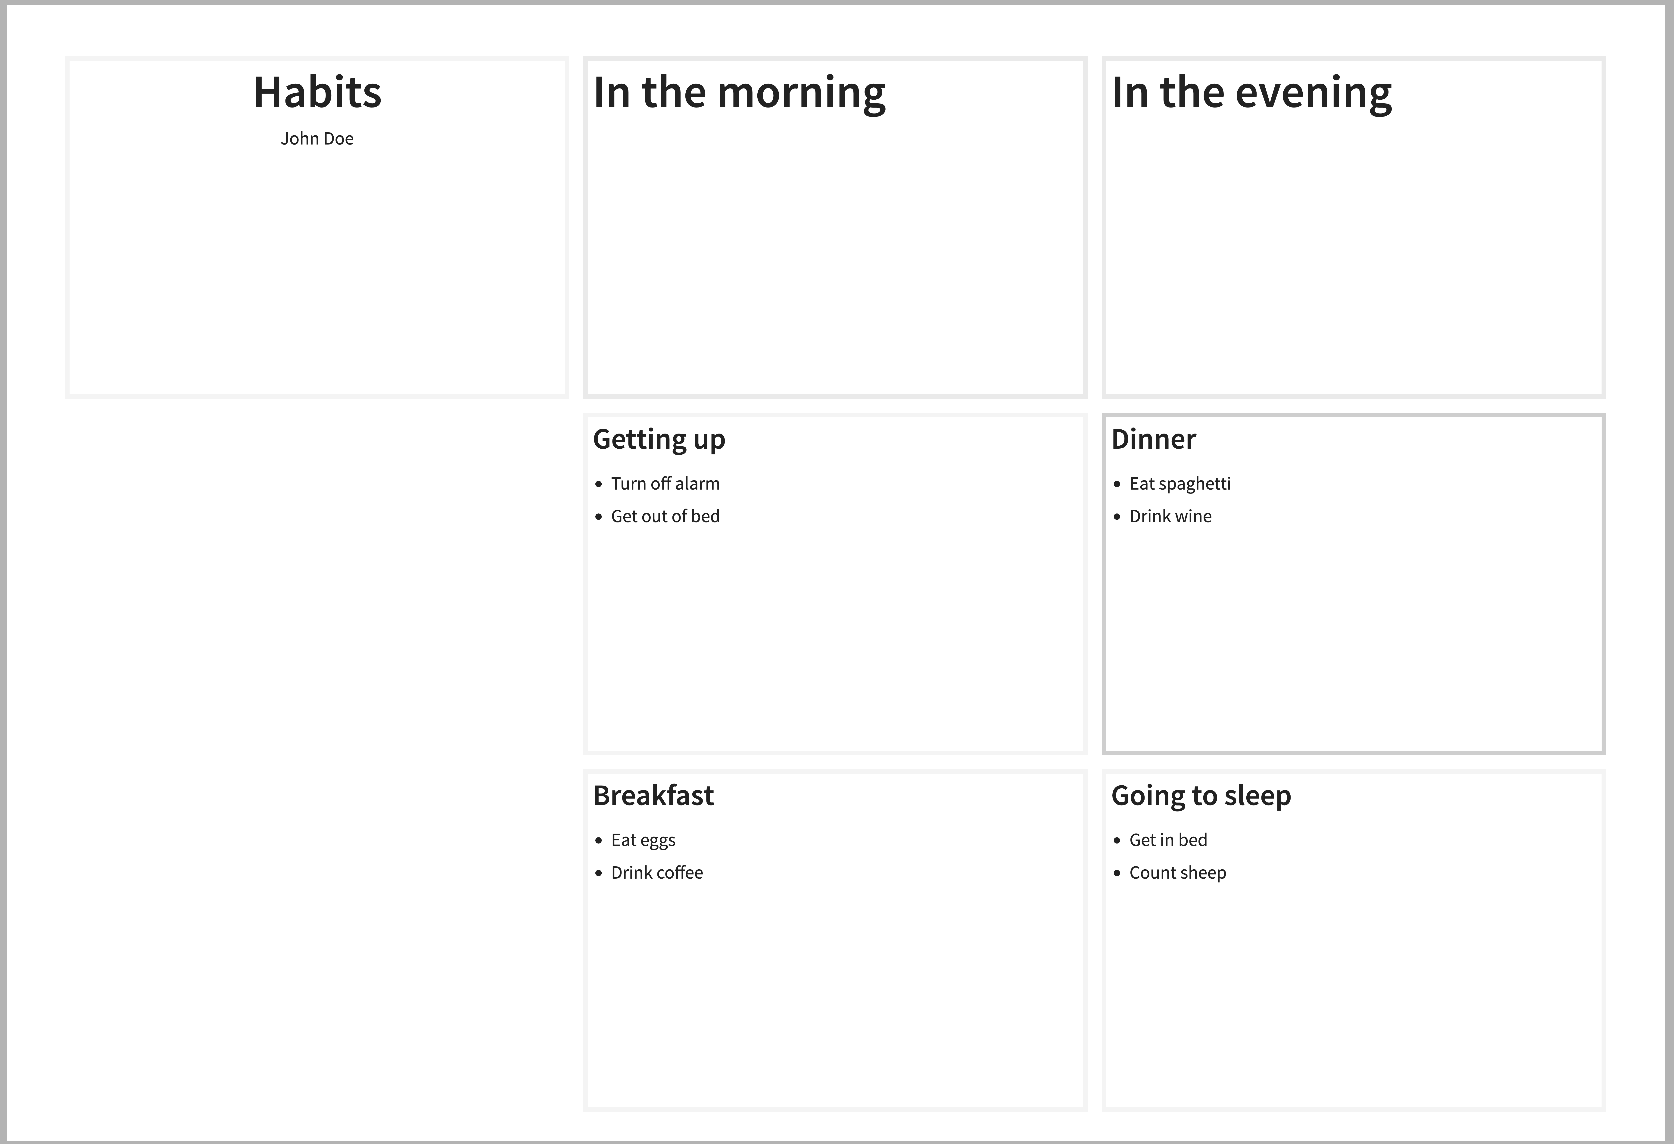 Habits
John Doe
In the morning
Getting up
• Turn off alarm
• Get out of bed
Breakfast
• Eat eggs
• Drink coffee
In the evening
Dinner
• Eat spaghetti
• Drink wine
Going to sleep
• Get in bed
• Count sheep